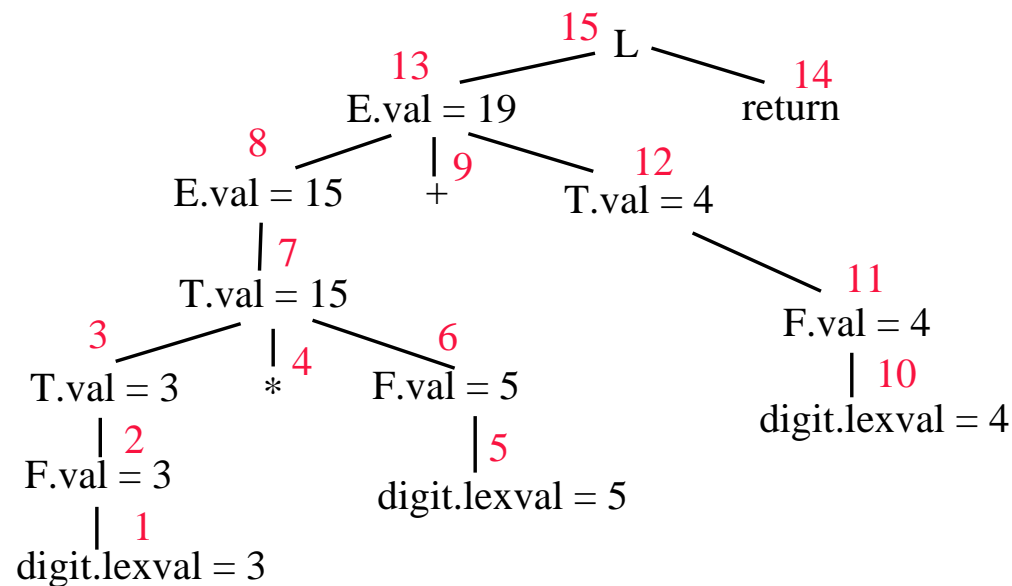 15 L
13 14
E.val = 19 return
8 9 12
E.val = 15 + T.val = 4
7 11
T.val = 15 F.val = 4
3 4 6 10
T.val = 3 * F.val = 5 digit.lexval = 4
2 5
F.val = 3 digit.lexval = 5
1
digit.lexval = 3